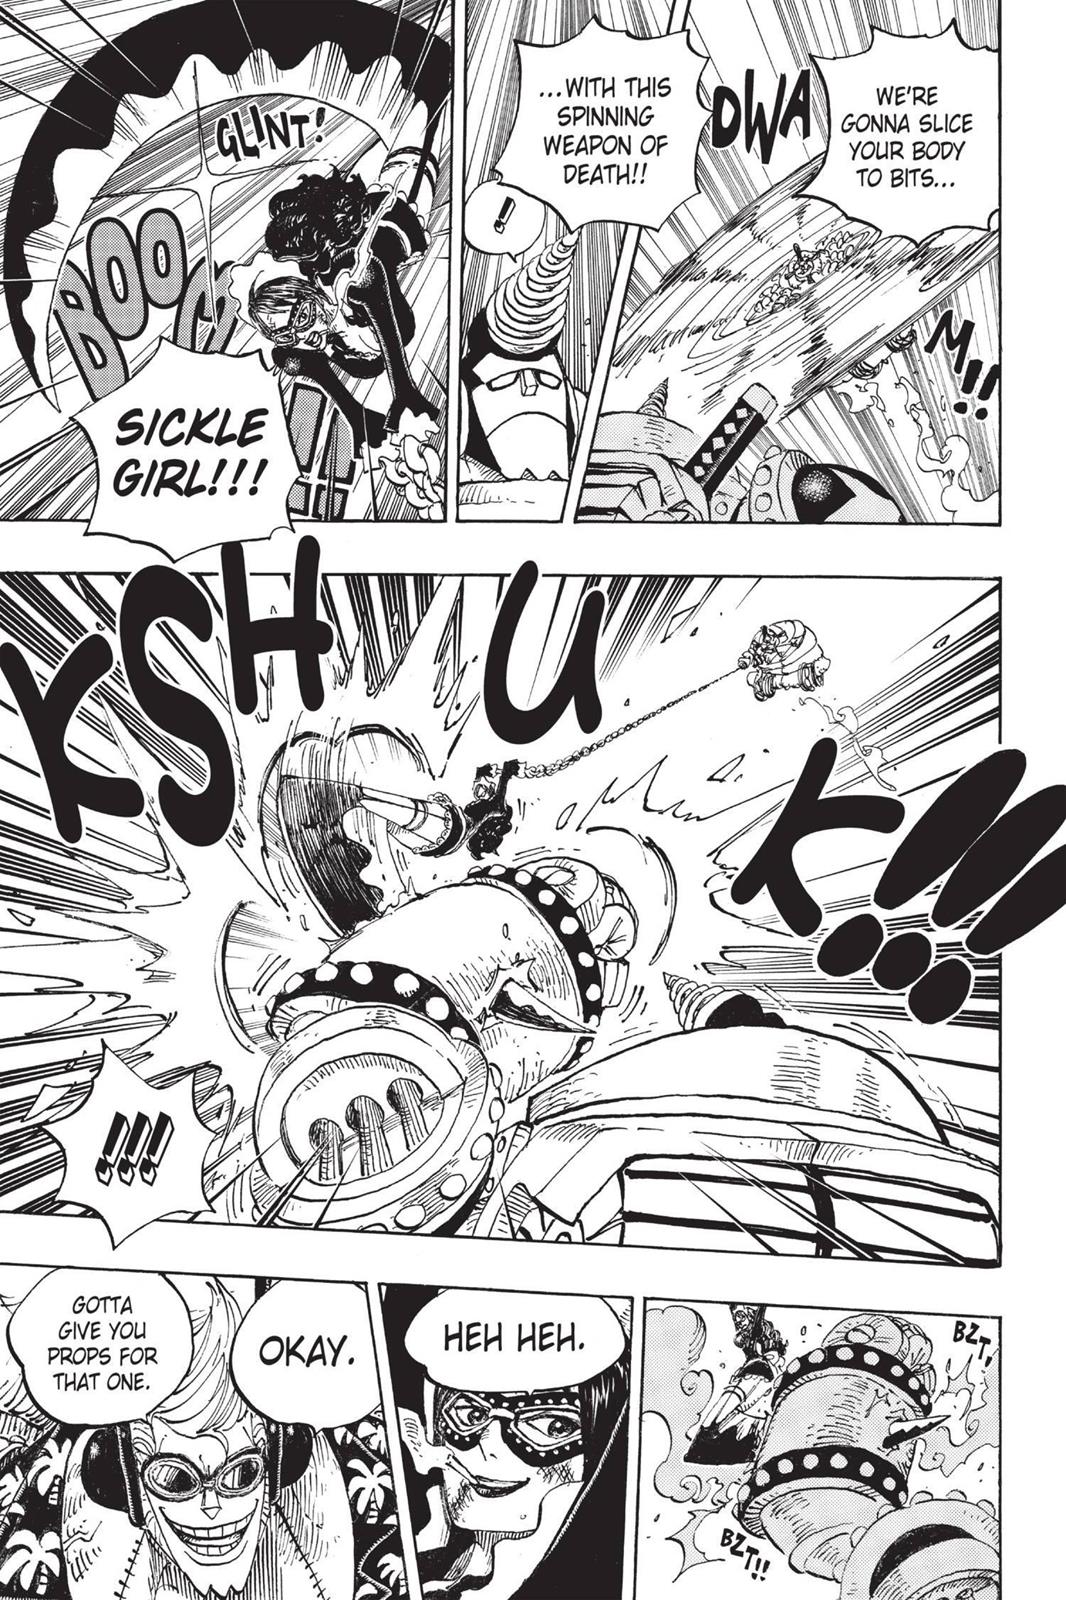 WE'RE
GONNA SLICE
YOUR BODY
TO BITS...
DWA
M!!
...WITH THIS
SPINNING
WEAPON OF
DEATH!!
!
GLINT!
BOOM
SICKLE
GIRL!!!
KSHUK!!!
!!!!
BZT,
BZT!!
HEH HEH.
OKAY.
GOTTA
GIVE YOU
PROPS FOR
THAT ONE.